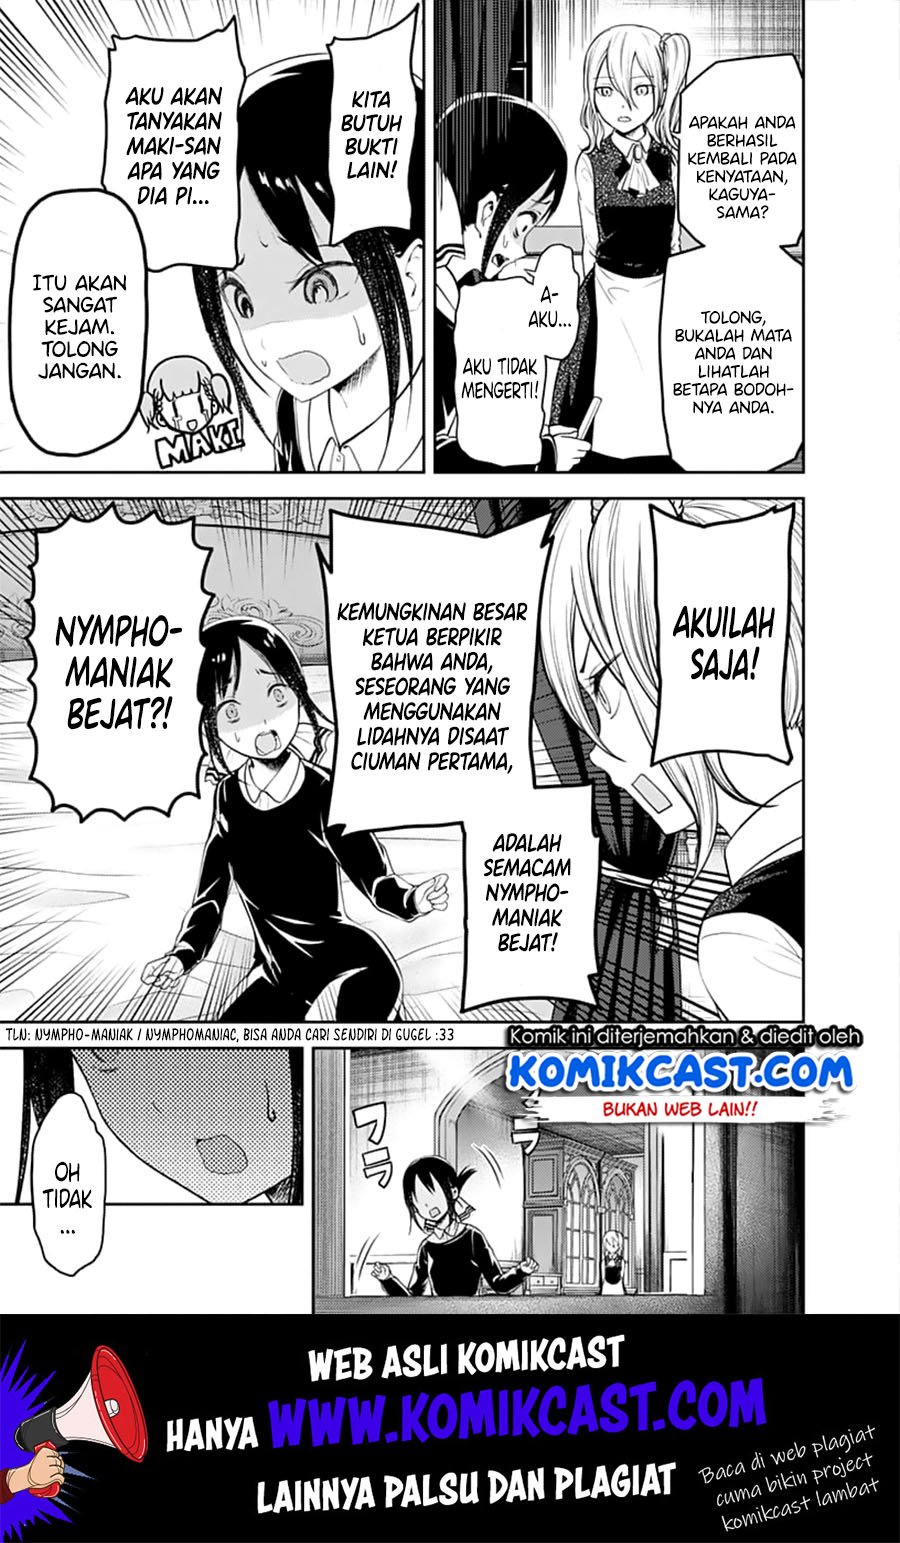 APAKAH ANDA
BERHASIL
KEMBALI PADA
KENYATAAN,
KAGUYA-
SAMA?
TOLONG,
BUKALAH MATA
ANDA DAN
LIHATLAH
BETAPA BODOH-
NYA ANDA.
A-
AKU...
AKU TIDAK
MENGERTI!
KITA
BUTUH
BUKTI
LAIN!
AKU AKAN
TANYAKAN
MAKI-SAN
APA YANG
DIA PI...
ITU AKAN
SANGAT
KEJAM.
TOLONG
JANGAN.
MAKI
AKUILAH
SAJA!
KEMUNGKINAN BESAR
KETUA BERPIKIR
BAHWA ANDA,
SESEORANG YANG
MENGGUNAKAN
LIDAHNYA DISAAT
CIUMAN PERTAMA,
ADALAH
SEMACAM
NYMPHO-
MANIAK
BEJAT!
NYMPHO-
MANIAK
BEJAT?!
TLN: NYMPHO-MANIAK / NYMPHOMANIAC, BISA ANDA CARI SENDIRI DI GUGEL :33
Komik ini diterjemahkan & diedit oleh
KOMIKCAST.COM
BUKAN WEB LAIN!!
フラ
フラ
OH
TIDAK
...
WEB ASLI KOMIKCAST
HANYA WWW.KOMIKCAST.COM
LAINNYA PALSU DAN PLAGIAT
Baca di web plagiat
cuma bikin project
komikcast lambat